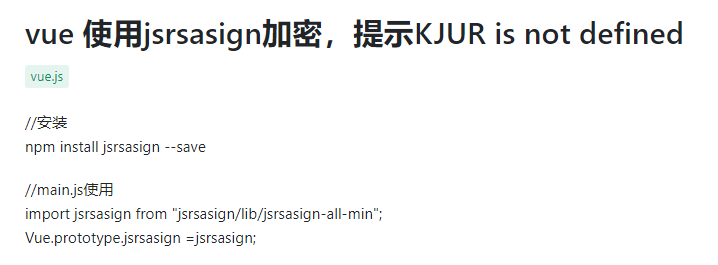 vue 使用jsrsasign加密，提示KJUR is not defined
vue.js
//安装
npm install jsrsasign --save
//main.js使用
import jsrsasign from "jsrsasign/lib/jsrsasign-all-min";
Vue.prototype.jsrsasign =jsrsasign;